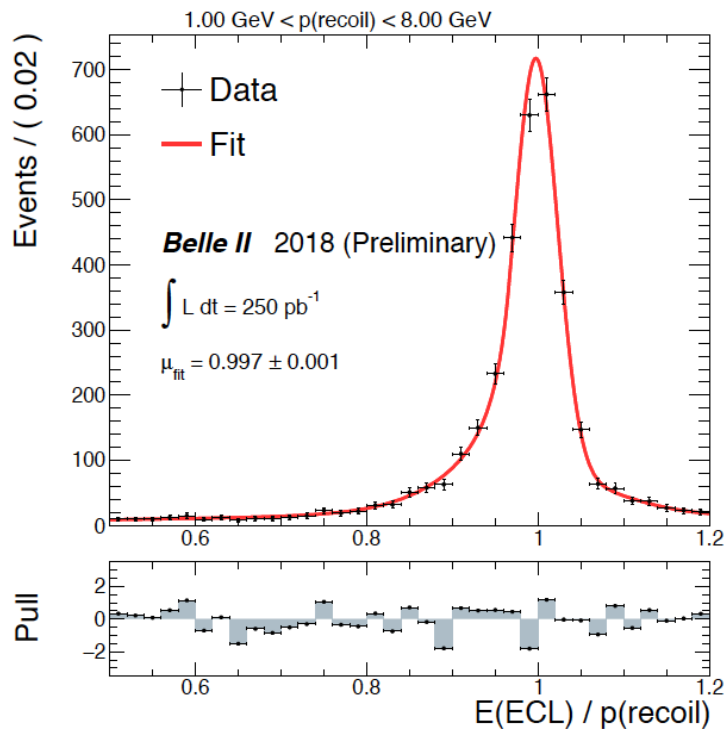 1.00 GeV < p(recoil) < 8.00 GeV
Events / ( 0.02 )
700
600
500
400
300
200
100
0
Data
Fit
Belle II 2018 (Preliminary)
∫ L dt = 250 pb⁻¹
μ_fit = 0.997 ± 0.001
0.6 0.8 1 1.2
Pull
2
0
−2
0.6 0.8 1 1.2
E(ECL) / p(recoil)